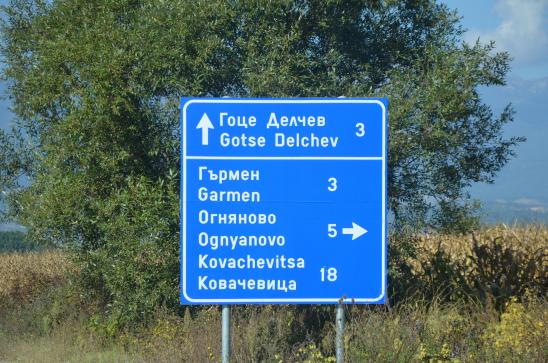 Гоце Делчев
Gotse Delchev 3
Гърмен
Garmen 3
Огняново
Ognyanovo 5
Kovachevitsa
Ковачевица 18